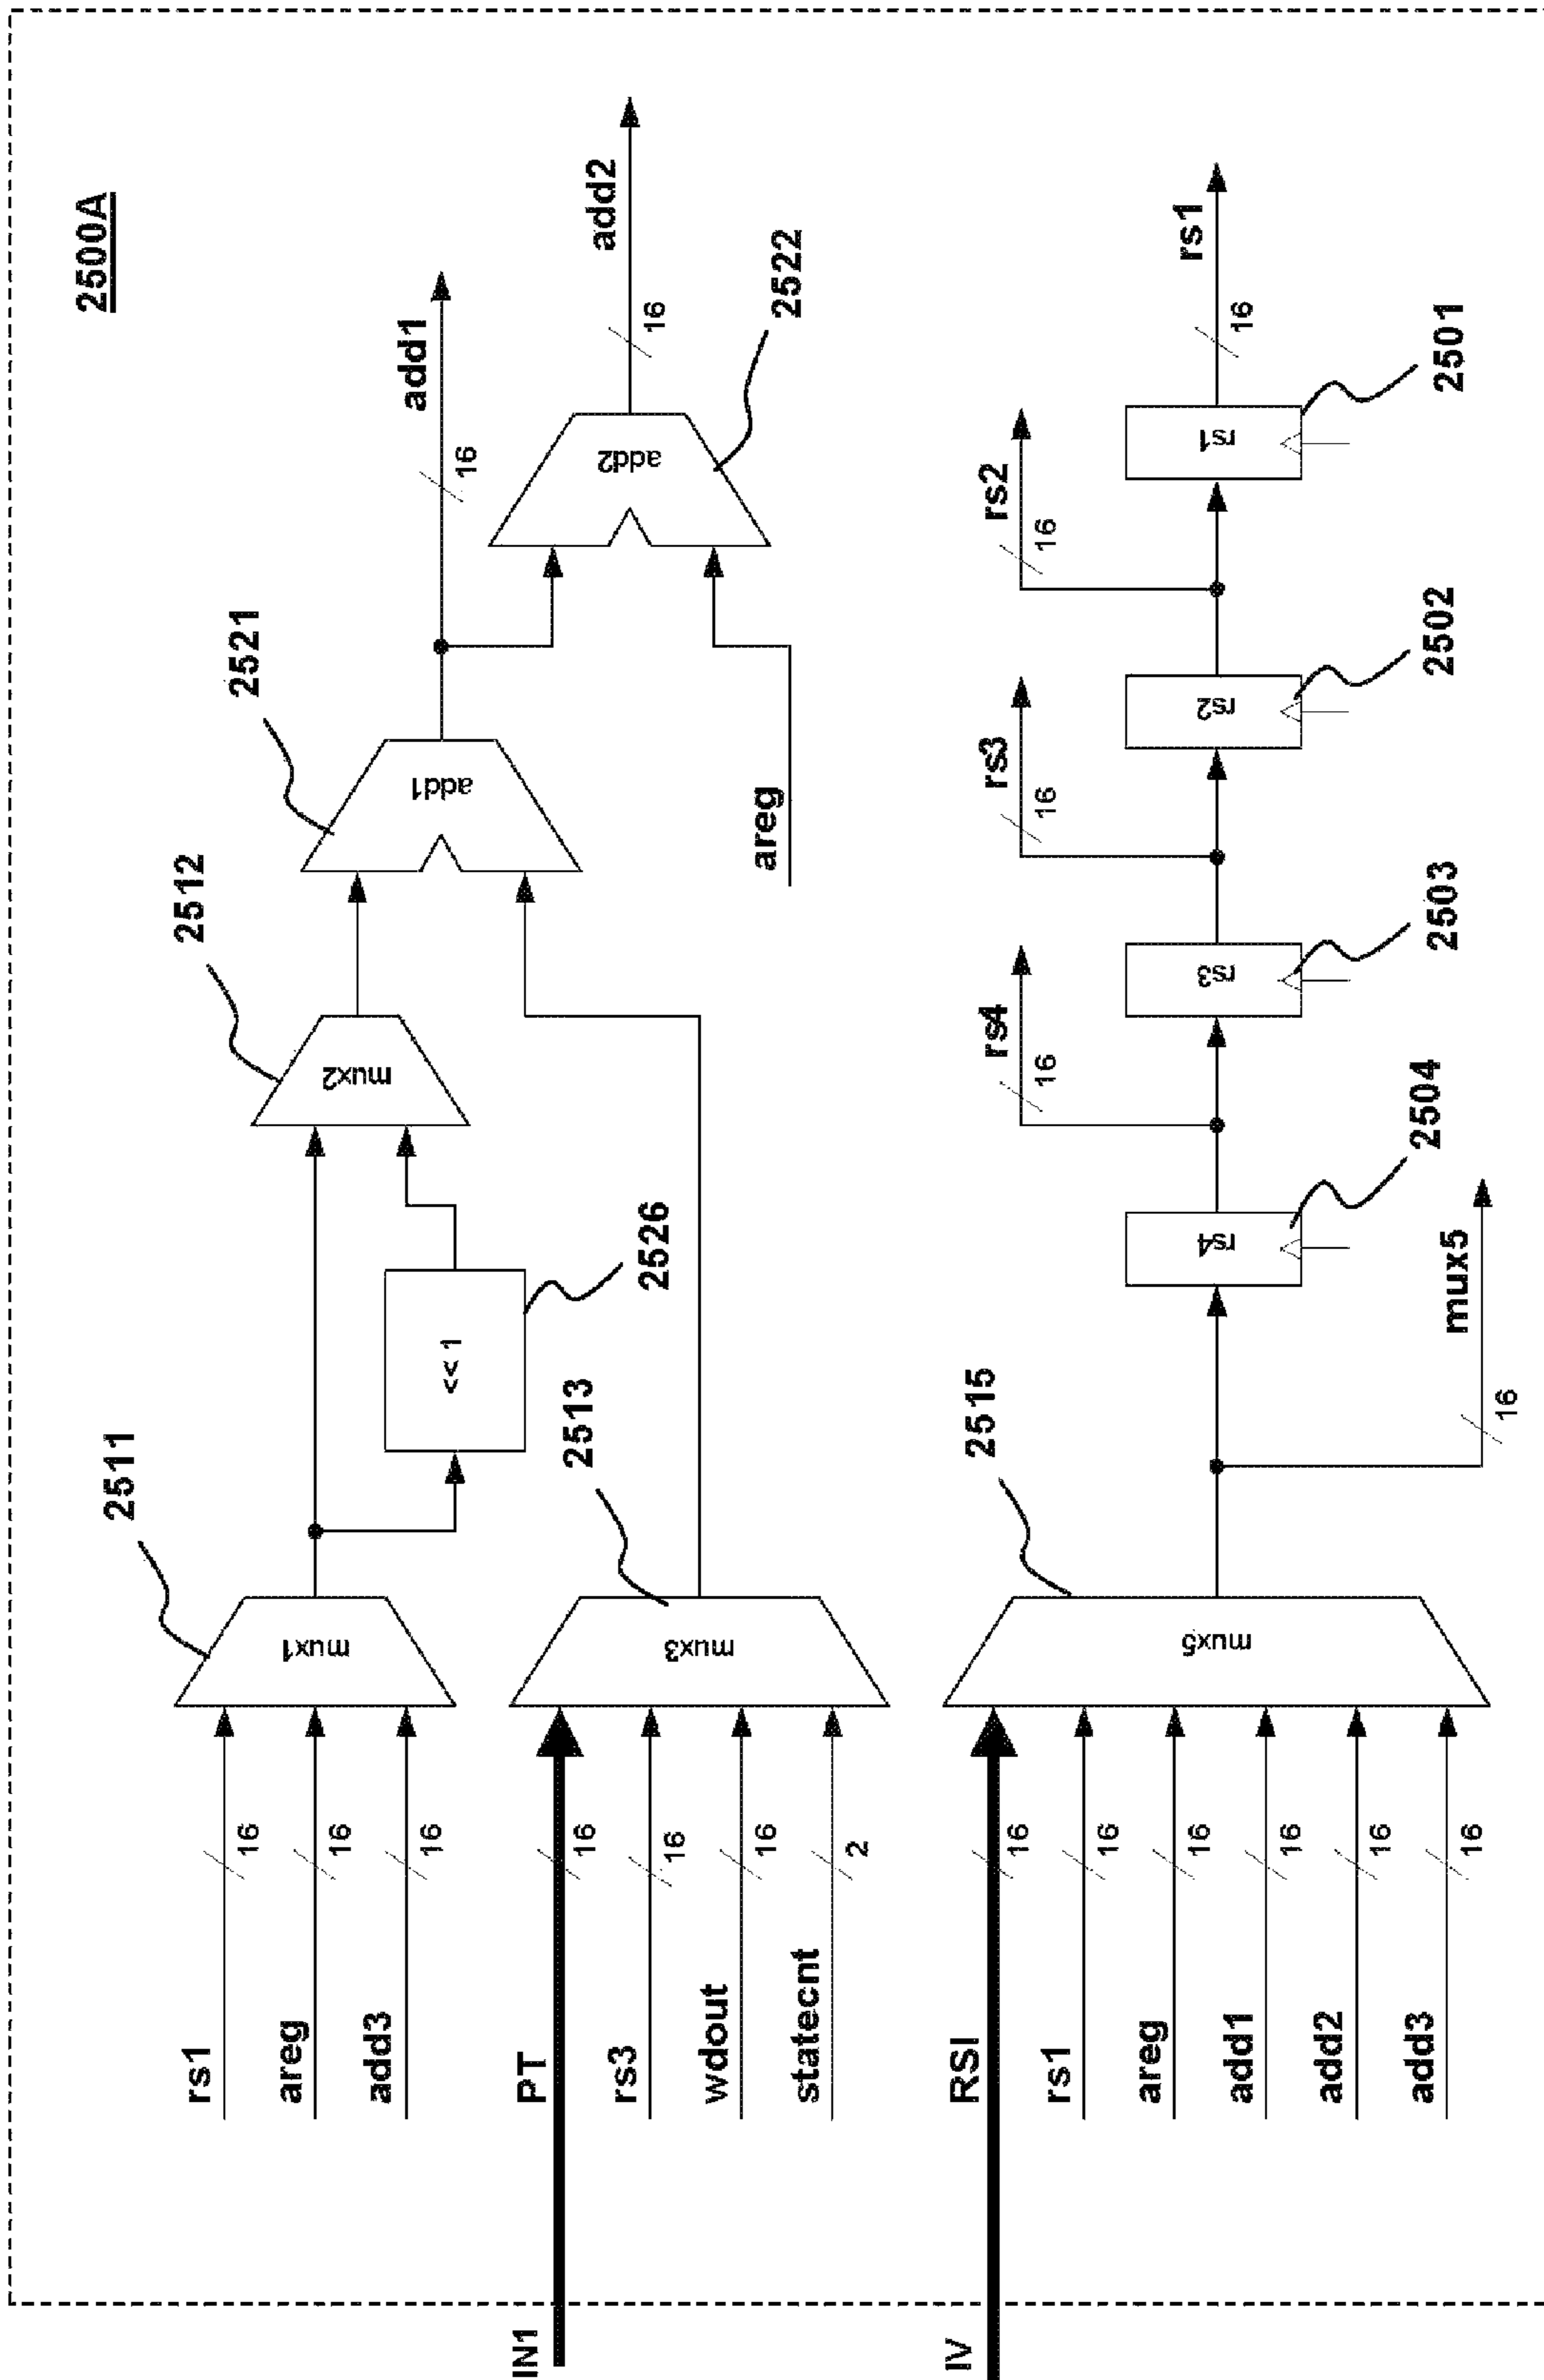 2500A
rs1
16
areg
16
add3
16
2511
mux1
<< 1
2526
2512
mux2
2521
add1
add1
16
areg
add2
2522
add2
16
IN1
PT
16
rs3
16
wdout
16
statecnt
2
2513
mux3
IV
RSI
16
rs1
16
areg
16
add1
16
add2
16
add3
16
2515
mux5
mux5
16
rs4
2504
rs4
16
rs3
2503
rs3
16
rs2
2502
rs2
16
rs1
2501
rs1
16